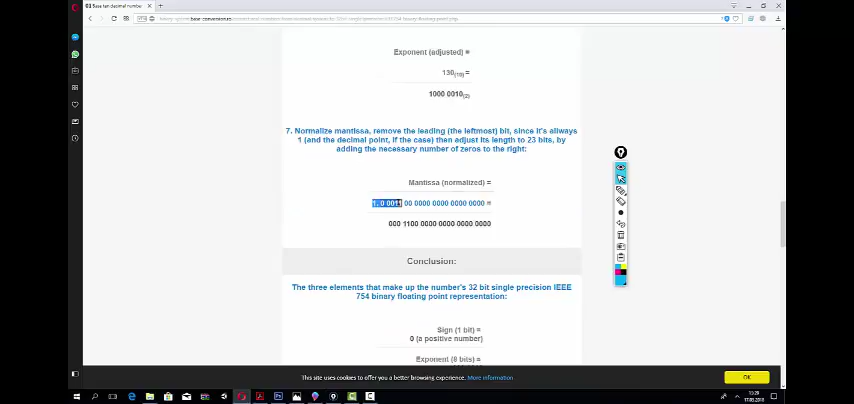 Exponent (adjusted) =
130(10) =
1000 0010(2)
7. Normalize mantissa, remove the leading (the leftmost) bit, since it's allways
1 (and the decimal point, if the case) then adjust its length to 23 bits, by
adding the necessary number of zeros to the right:
Mantissa (normalized) =
00 0000 0000 0000 0000 =
000 1100 0000 0000 0000 0000
Conclusion:
The three elements that make up the number's 32 bit single precision IEEE
754 binary floating point representation:
Sign (1 bit) =
0 (a positive number)
Exponent (8 bits) =
This site uses cookies to offer you a better browsing experience. More information
OK
15:29
17.03.2018